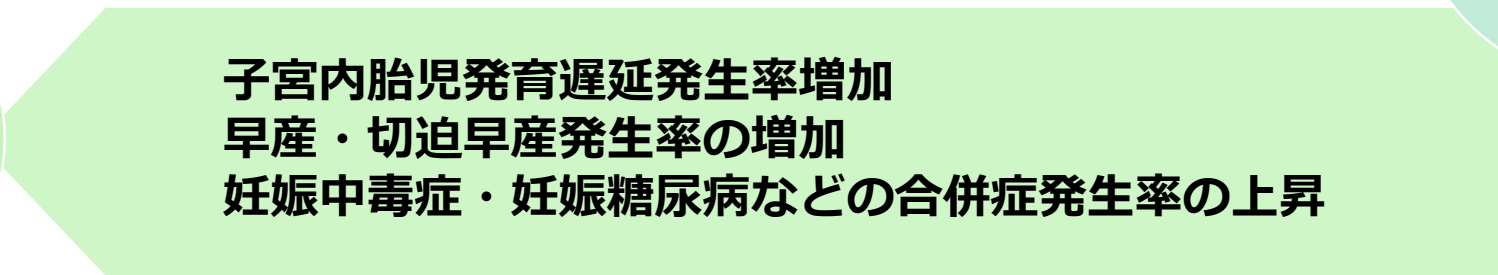 子宮内胎児発育遅延発生率増加
早産・切迫早産発生率の増加
妊娠中毒症・妊娠糖尿病などの合併症発生率の上昇